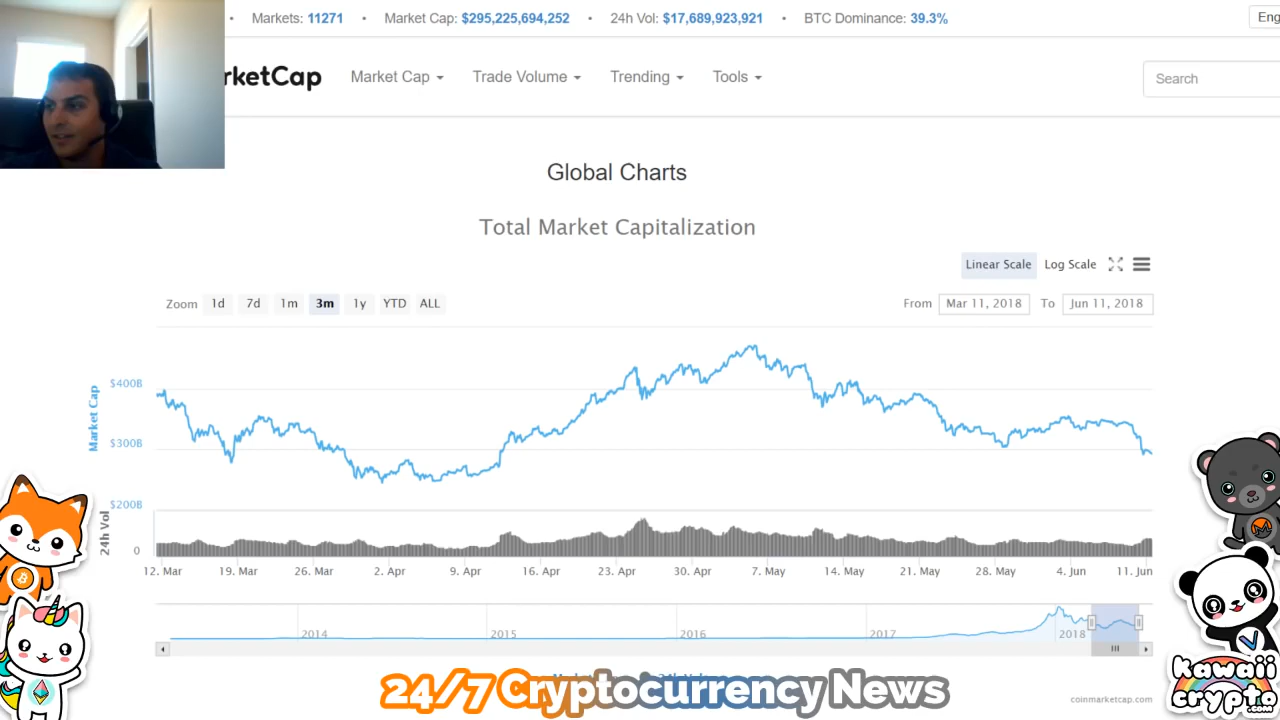 Markets: 11271 • Market Cap: $295,225,694,252 • 24h Vol: $17,689,923,921 • BTC Dominance: 39.3%
Eng
rketCap Market Cap Trade Volume Trending Tools Search
Global Charts
Total Market Capitalization
Linear Scale Log Scale
Zoom 1d 7d 1m 3m 1y YTD ALL From Mar 11, 2018 To Jun 11, 2018
Market Cap
$400B
$300B
$200B
24h Vol
0
12. Mar 19. Mar 26. Mar 2. Apr 9. Apr 16. Apr 23. Apr 30. Apr 7. May 14. May 21. May 28. May 4. Jun 11. Jun
2014 2015 2016 2017 2018
24/7 Cryptocurrency News
coinmarketcap.com
kawaii
crypto
.com